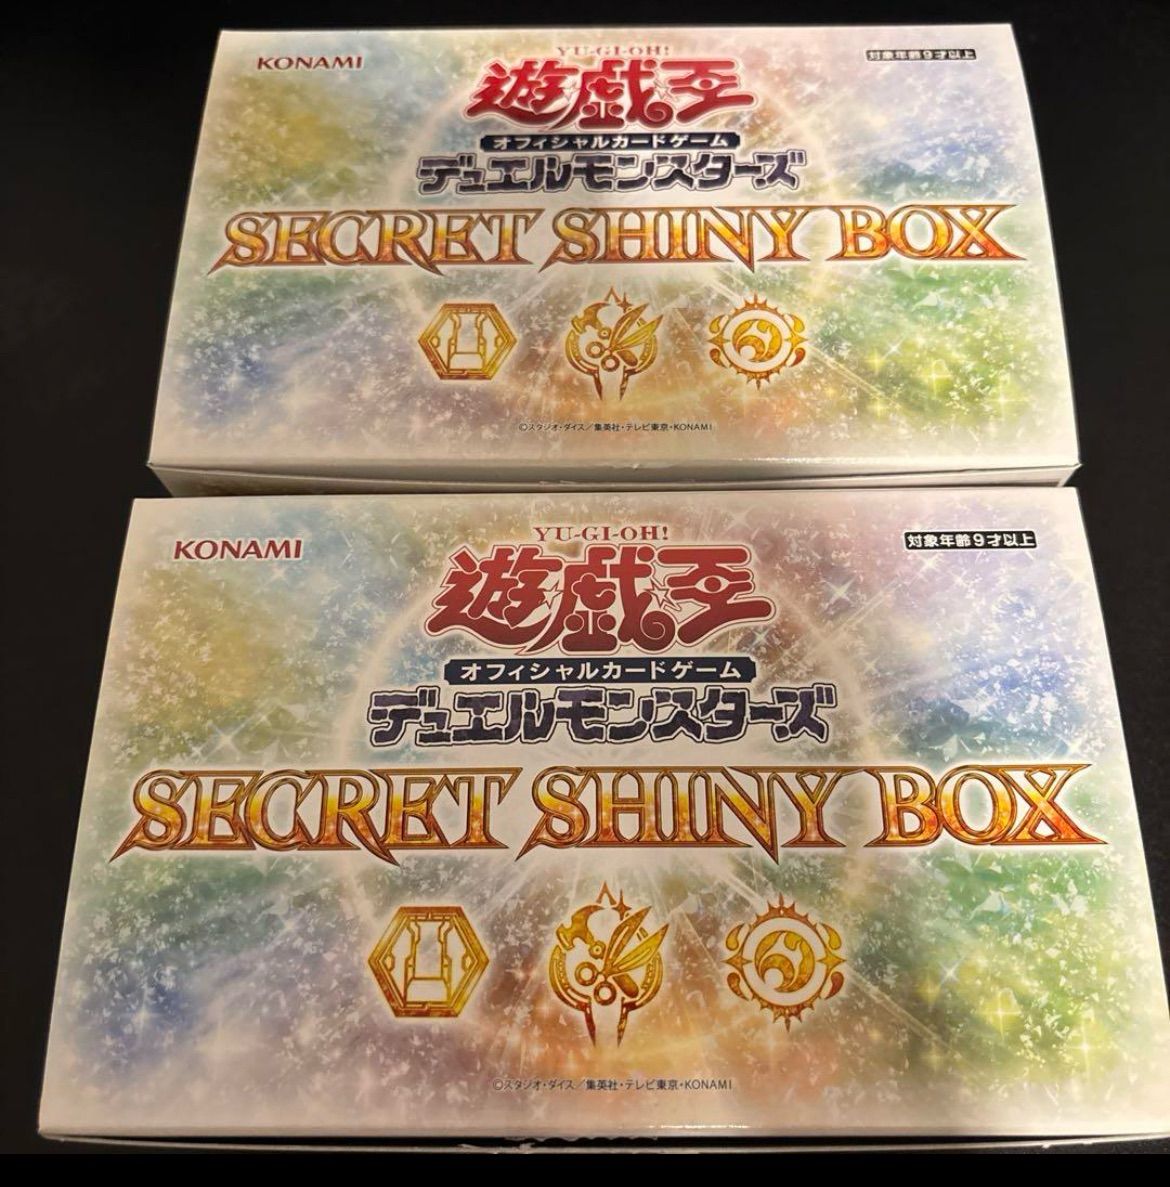 KONAMI
YU-GI-OH!
対象年齢9才以上
遊戯王
オフィシャルカードゲーム
デュエルモンスターズ
SECRET SHINY BOX
©スタジオ・ダイス/集英社・テレビ東京・KONAMI
KONAMI
YU-GI-OH!
対象年齢9才以上
遊戯王
オフィシャルカードゲーム
デュエルモンスターズ
SECRET SHINY BOX
©スタジオ・ダイス/集英社・テレビ東京・KONAMI